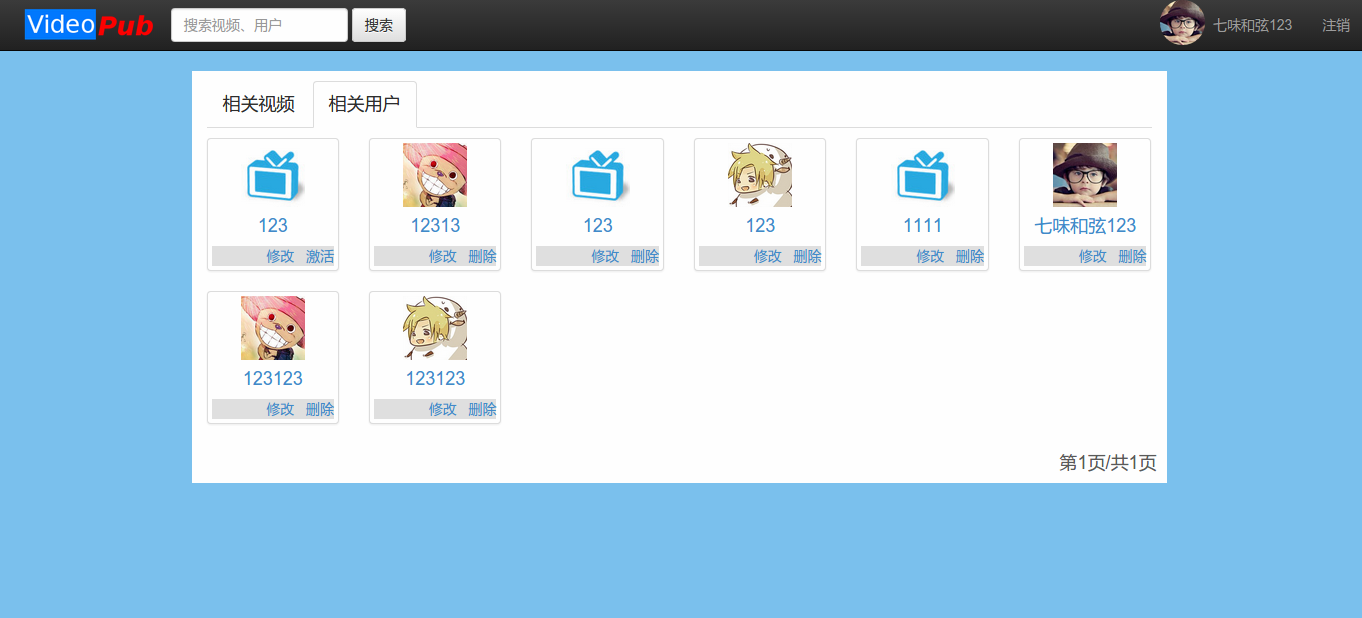 VideoPub 搜索视频、用户 搜索 七味和弦123 注销
相关视频 相关用户
123 12313 123 123 1111 七味和弦123
修改 激活 修改 删除 修改 删除 修改 删除 修改 删除 修改 删除
123123 123123
修改 删除 修改 删除
第1页/共1页